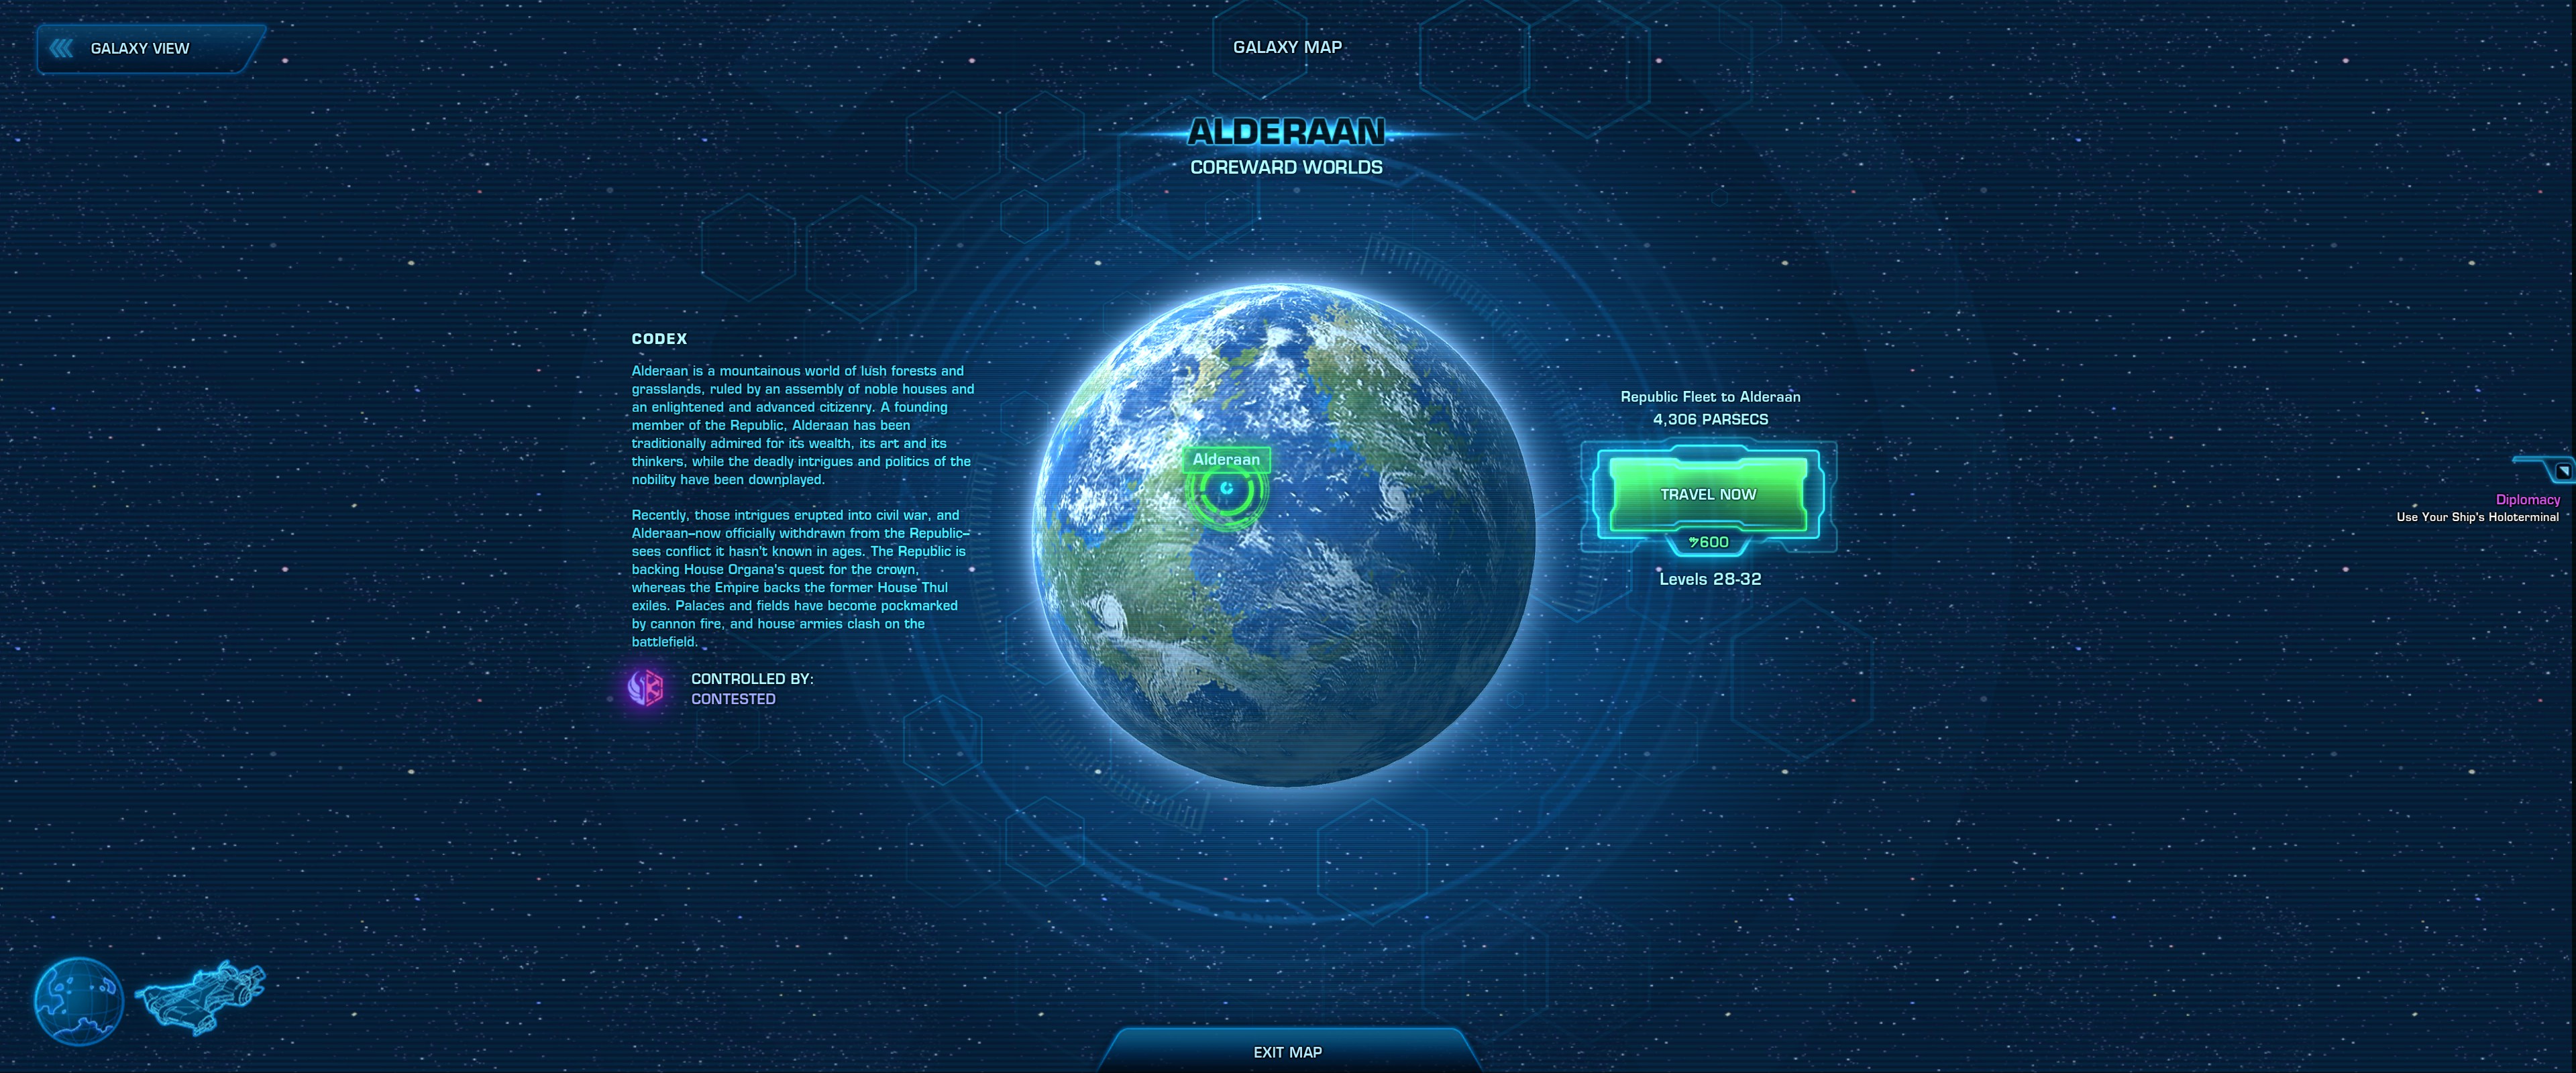 GALAXY VIEW
GALAXY MAP
ALDERAAN
COREWARD WORLDS
CODEX
Alderaan is a mountainous world of lush forests and
grasslands, ruled by an assembly of noble houses and
an enlightened and advanced citizenry. A founding
member of the Republic, Alderaan has been
traditionally admired for its wealth, its art and its
thinkers, while the deadly intrigues and politics of the
nobility have been downplayed.
Recently, those intrigues erupted into civil war, and
Alderaan–now officially withdrawn from the Republic–
sees conflict it hasn't known in ages. The Republic is
backing House Organa's quest for the crown,
whereas the Empire backs the former House Thul
exiles. Palaces and fields have become pockmarked
by cannon fire, and house armies clash on the
battlefield.
CONTROLLED BY:
CONTESTED
Alderaan
Republic Fleet to Alderaan
4,306 PARSECS
TRAVEL NOW
600
Levels 28-32
Diplomacy
Use Your Ship's Holoterminal
EXIT MAP